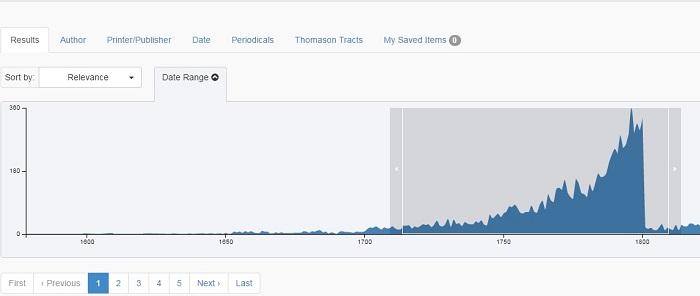 Results Author Printer/Publisher Date Periodicals Thomason Tracts My Saved Items 0
Sort by: Relevance Date Range
360
180
0
1600 1650 1700 1750 1800
First ‹ Previous 1 2 3 4 5 Next › Last